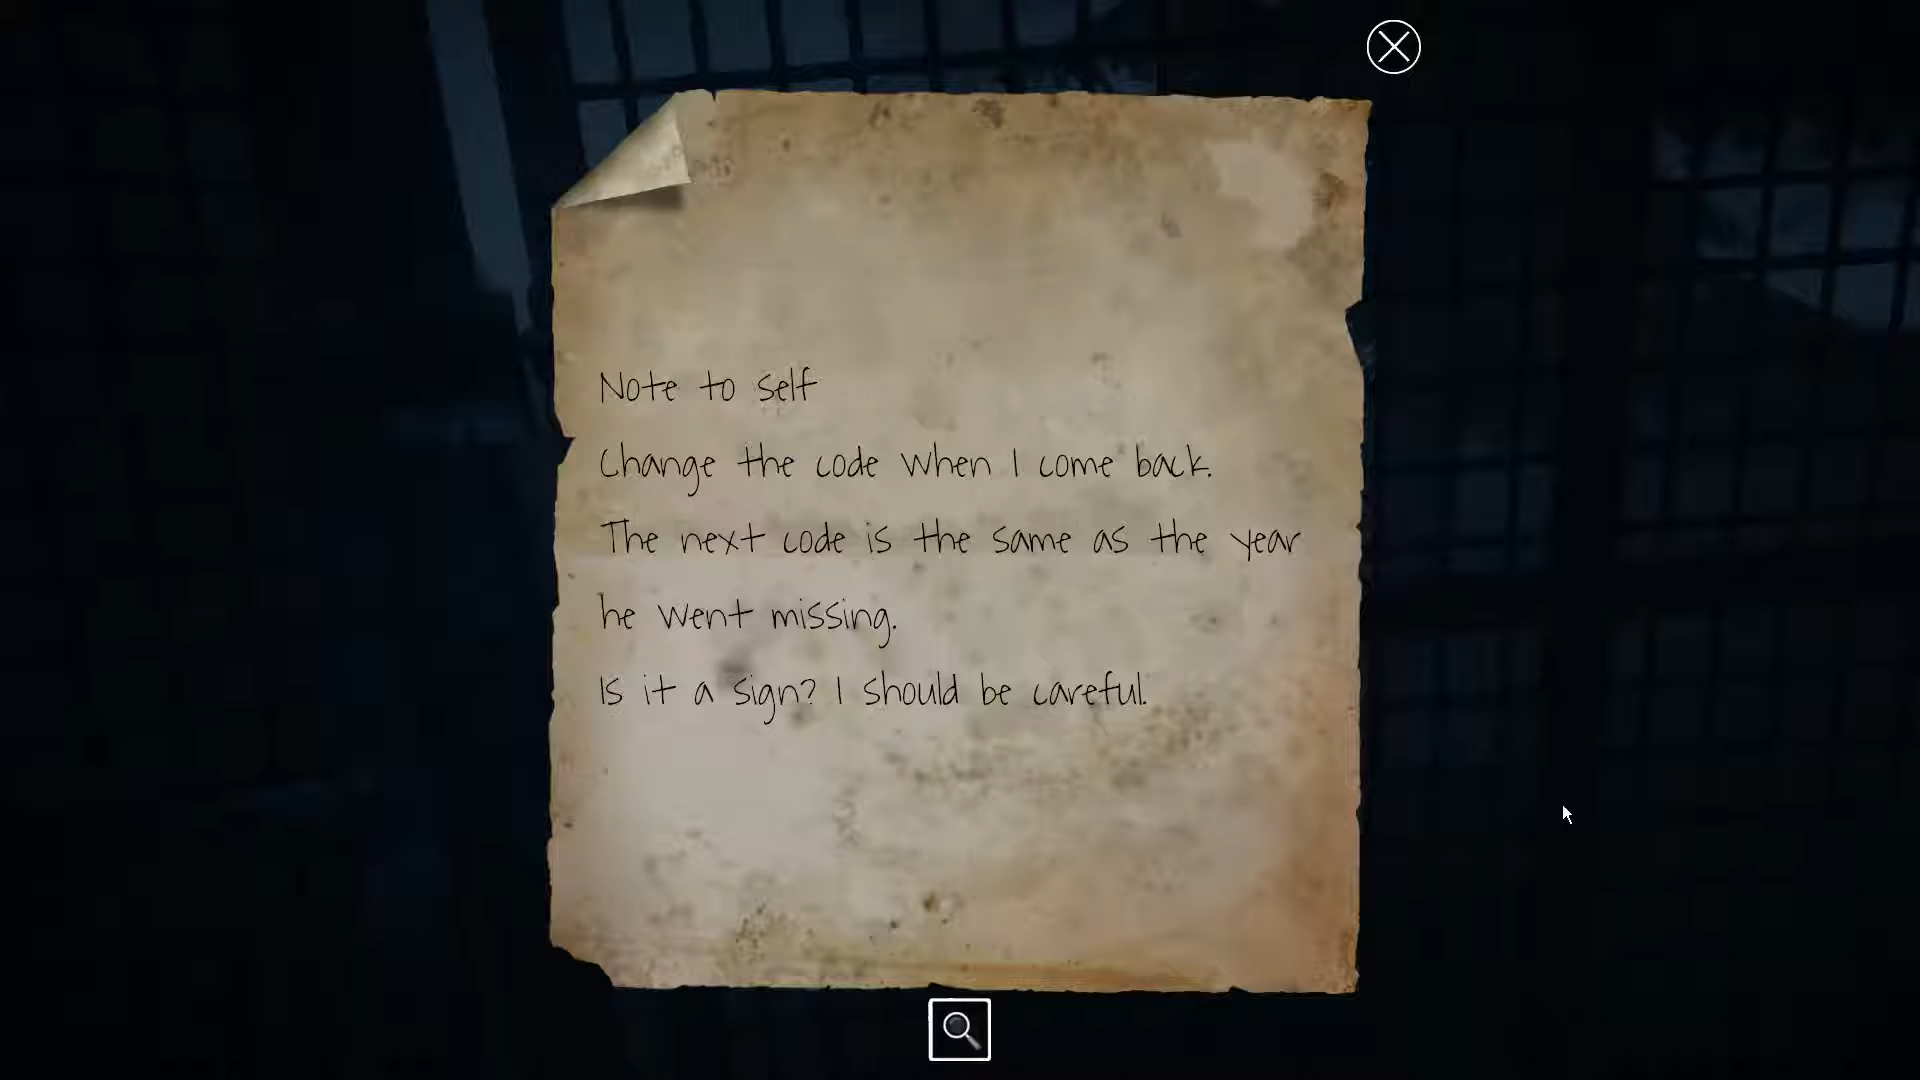 Note to self
Change the code when I come back.
The next code is the same as the year
he went missing.
Is it a sign? I should be careful.